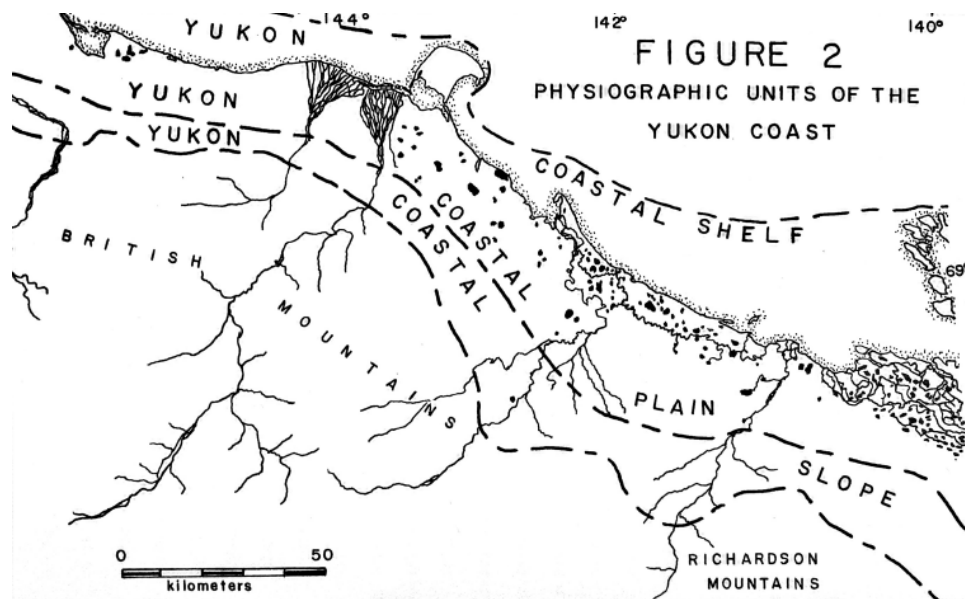 144°
142°
140°
FIGURE 2
PHYSIOGRAPHIC UNITS OF THE
YUKON COAST
YUKON
COASTAL SHELF
YUKON
COASTAL
PLAIN
YUKON
COASTAL
SLOPE
BRITISH
MOUNTAINS
69°
RICHARDSON
MOUNTAINS
0 50
kilometers